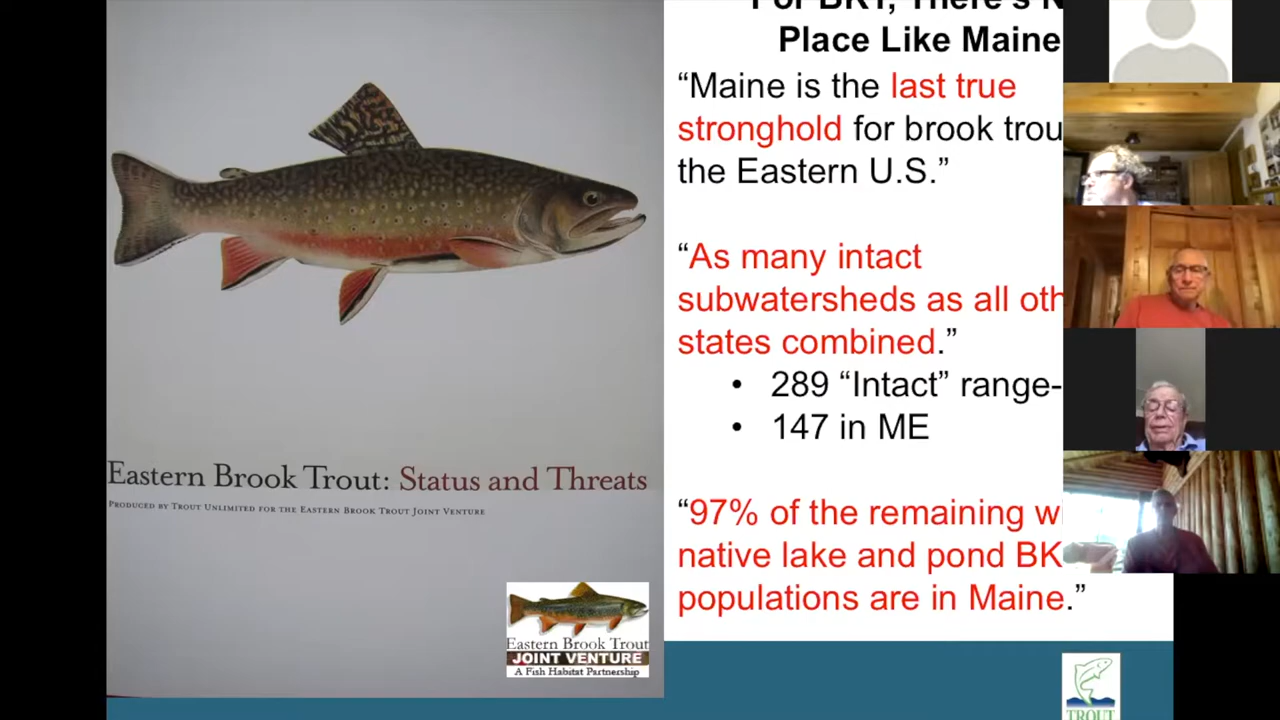 Eastern Brook Trout: Status and Threats
PRODUCED BY TROUT UNLIMITED FOR THE EASTERN BROOK TROUT JOINT VENTURE
Eastern Brook Trout
JOINT VENTURE
A Fish Habitat Partnership
For BKT, There's N
Place Like Maine
“Maine is the last true
stronghold for brook trou
the Eastern U.S.”
“As many intact
subwatersheds as all oth
states combined.”
• 289 “Intact” range-
• 147 in ME
“97% of the remaining w
native lake and pond BK
populations are in Maine.”
TROUT